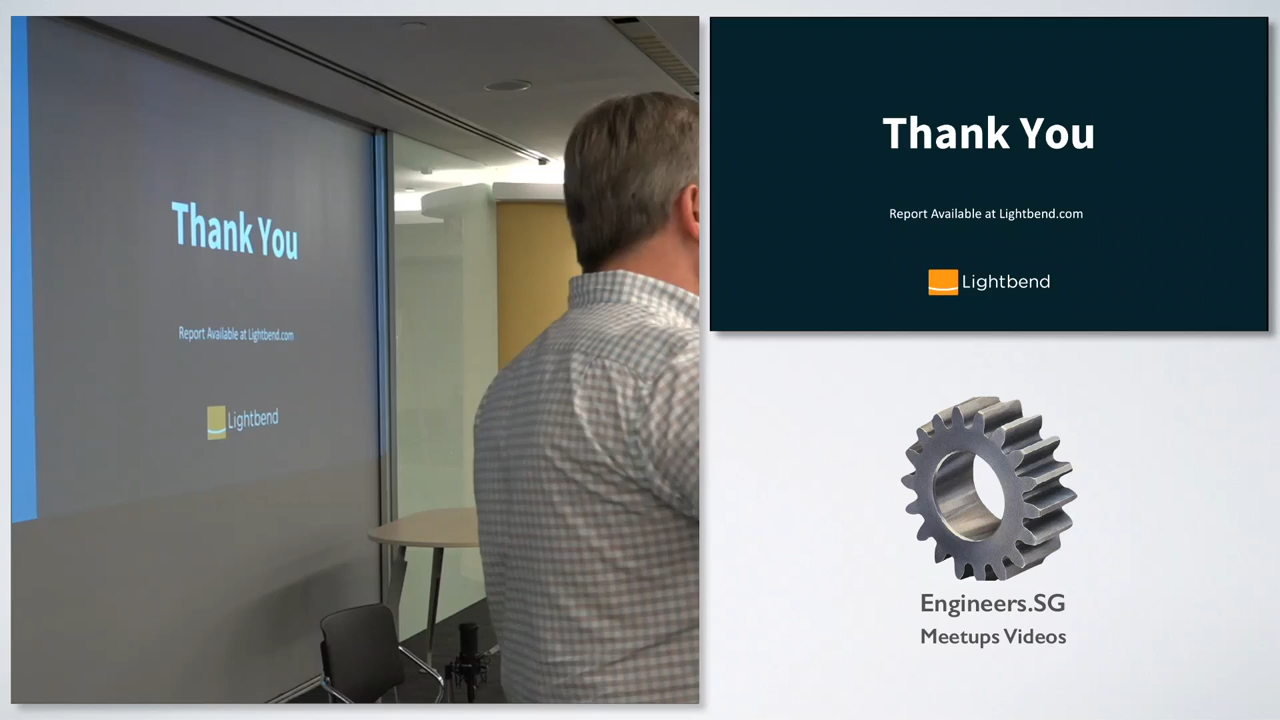 Thank You
Report Available at Lightbend.com
Lightbend
Thank You
Report Available at Lightbend.com
Lightbend
Engineers.SG
Meetups Videos